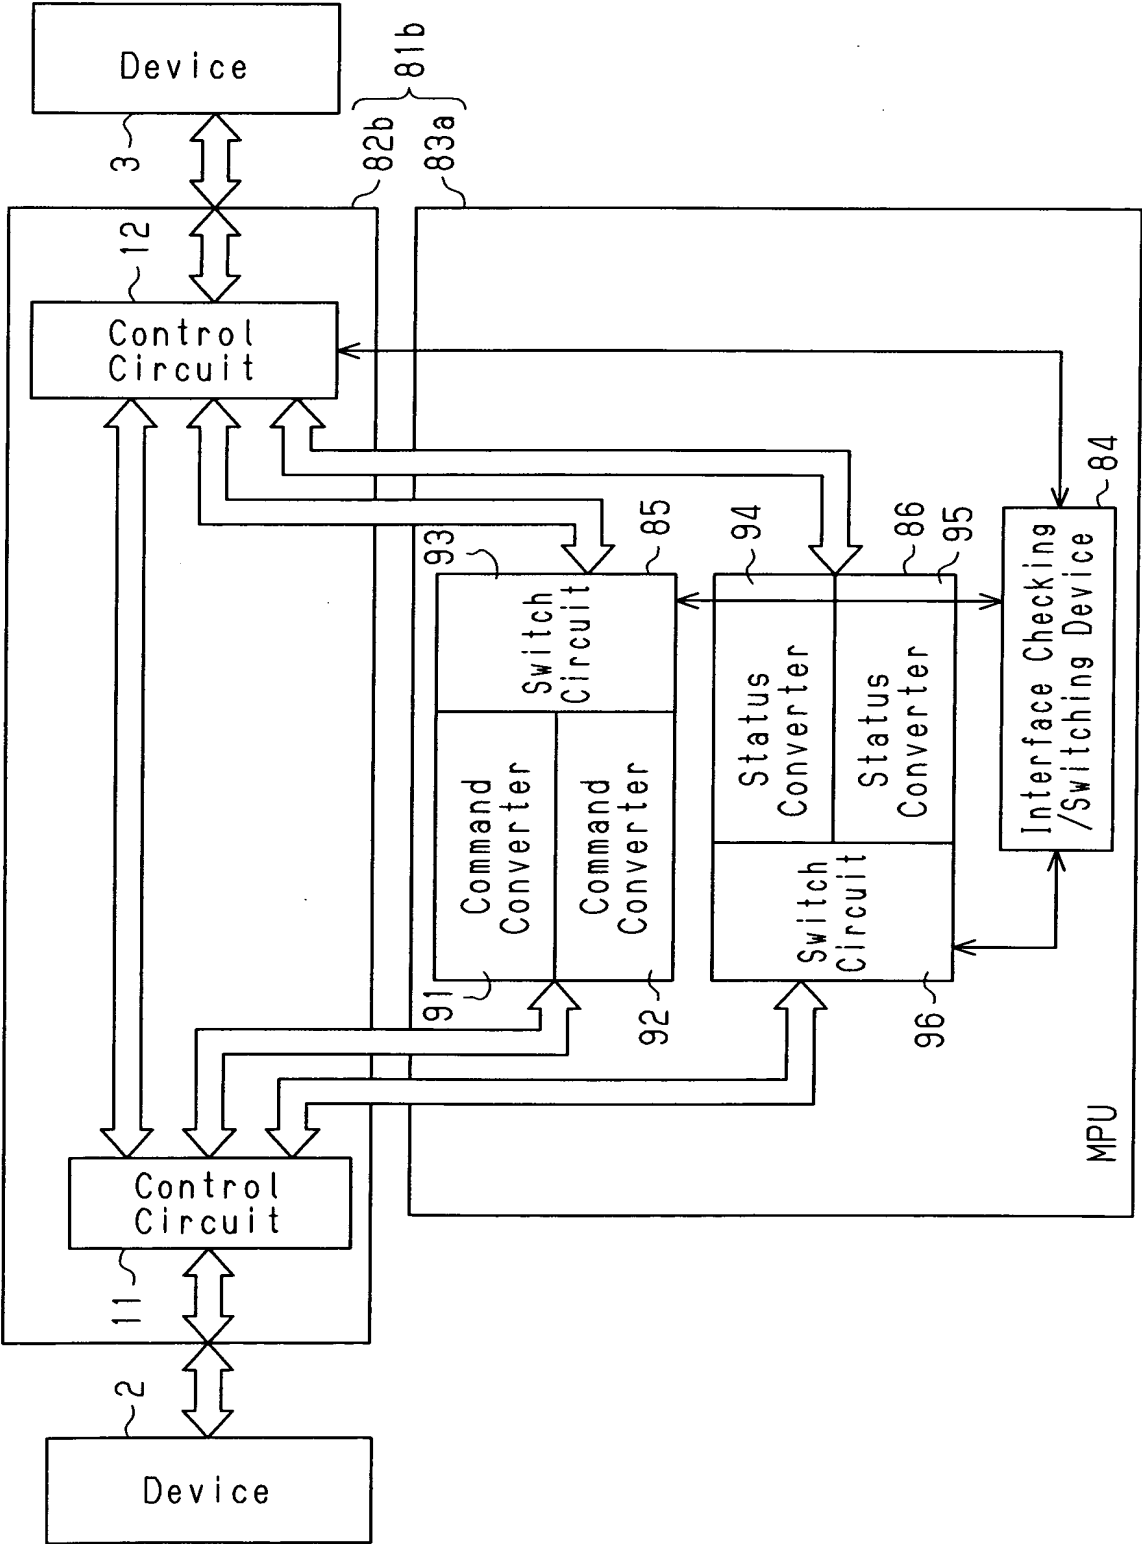 Device
2
11
Control
Circuit
12
Control
Circuit
3
Device
82b
83a
81b
91
Command
Converter
92
Command
Converter
93
Switch
Circuit
85
94
Status
Converter
Status
Converter
86
95
Switch
Circuit
96
Interface Checking
/Switching Device
84
MPU